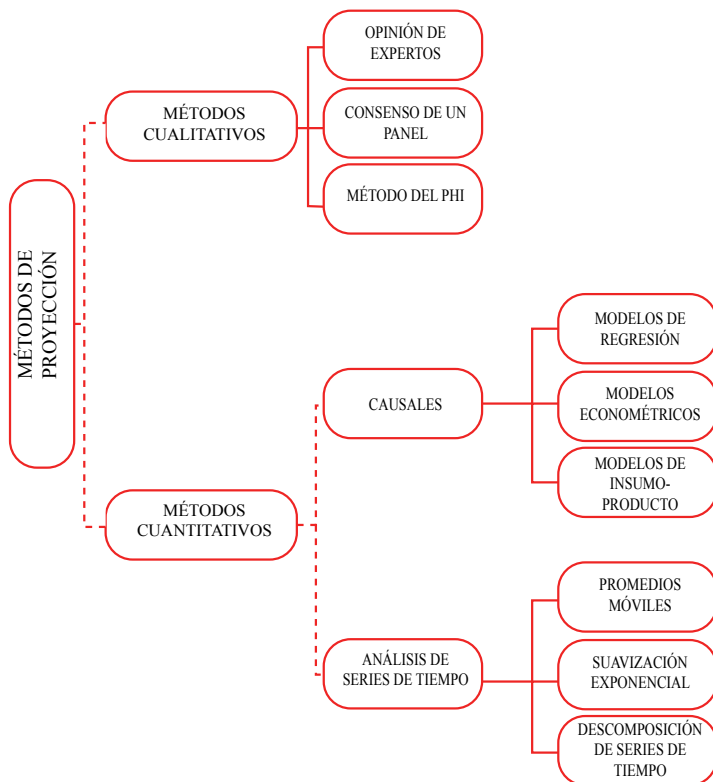 MÉTODOS DE
PROYECCIÓN
MÉTODOS
CUALITATIVOS
OPINIÓN DE
EXPERTOS
CONSENSO DE UN
PANEL
MÉTODO DEL PHI
MÉTODOS
CUANTITATIVOS
CAUSALES
MODELOS DE
REGRESIÓN
MODELOS
ECONOMÉTRICOS
MODELOS DE
INSUMO-
PRODUCTO
ANÁLISIS DE
SERIES DE TIEMPO
PROMEDIOS
MÓVILES
SUAVIZACIÓN
EXPONENCIAL
DESCOMPOSICIÓN
DE SERIES DE
TIEMPO